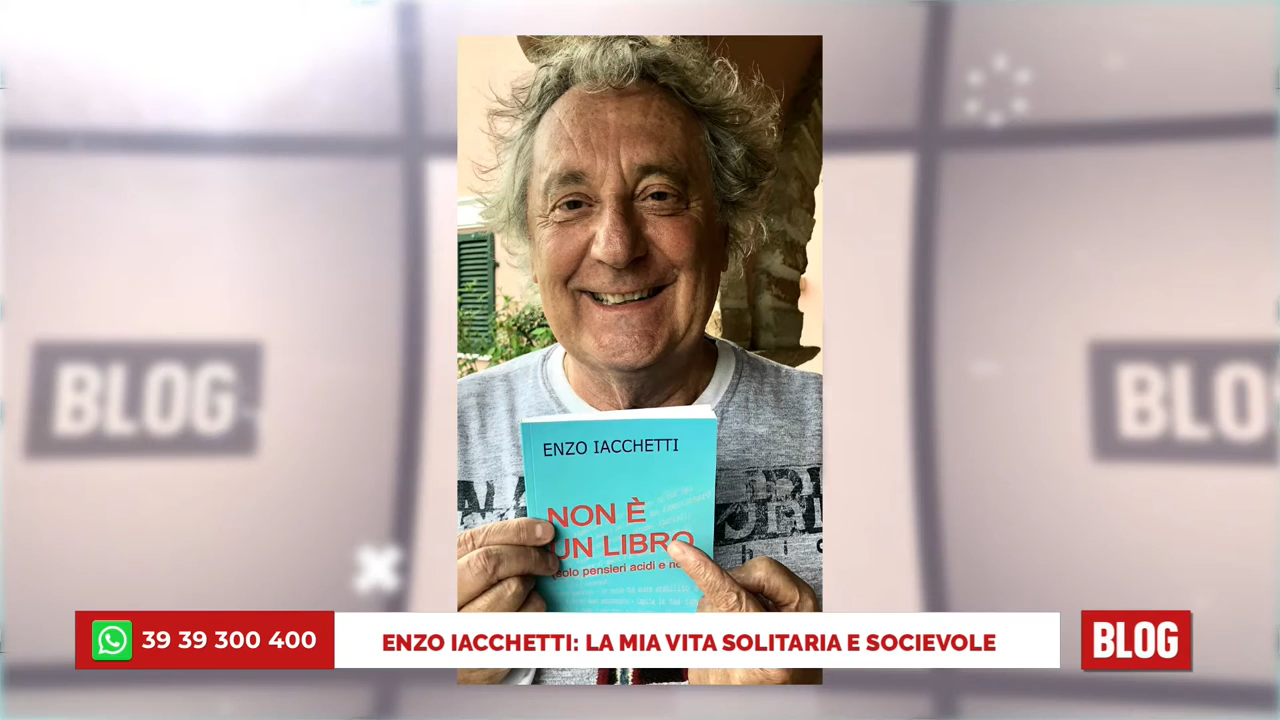 ENZO IACCHETTI
NON È
UN LIBRO
(solo pensieri acidi e
BLOG
BLOG
39 39 300 400
ENZO IACCHETTI: LA MIA VITA SOLITARIA E SOCIEVOLE
BLOG